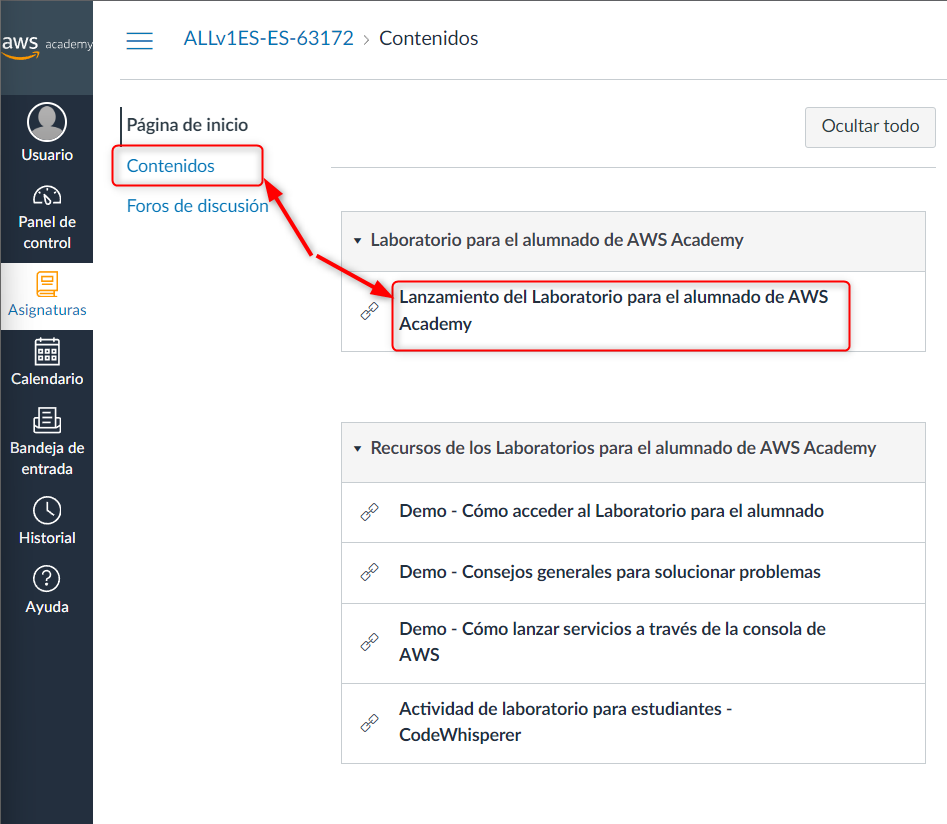 aws academy
ALLv1ES-ES-63172 › Contenidos
Usuario
Panel de
control
Asignaturas
Calendario
Bandeja de
entrada
Historial
Ayuda
Página de inicio
Contenidos
Foros de discusión
Ocultar todo
Laboratorio para el alumnado de AWS Academy
Lanzamiento del Laboratorio para el alumnado de AWS
Academy
Recursos de los Laboratorios para el alumnado de AWS Academy
Demo - Cómo acceder al Laboratorio para el alumnado
Demo - Consejos generales para solucionar problemas
Demo - Cómo lanzar servicios a través de la consola de
AWS
Actividad de laboratorio para estudiantes -
CodeWhisperer